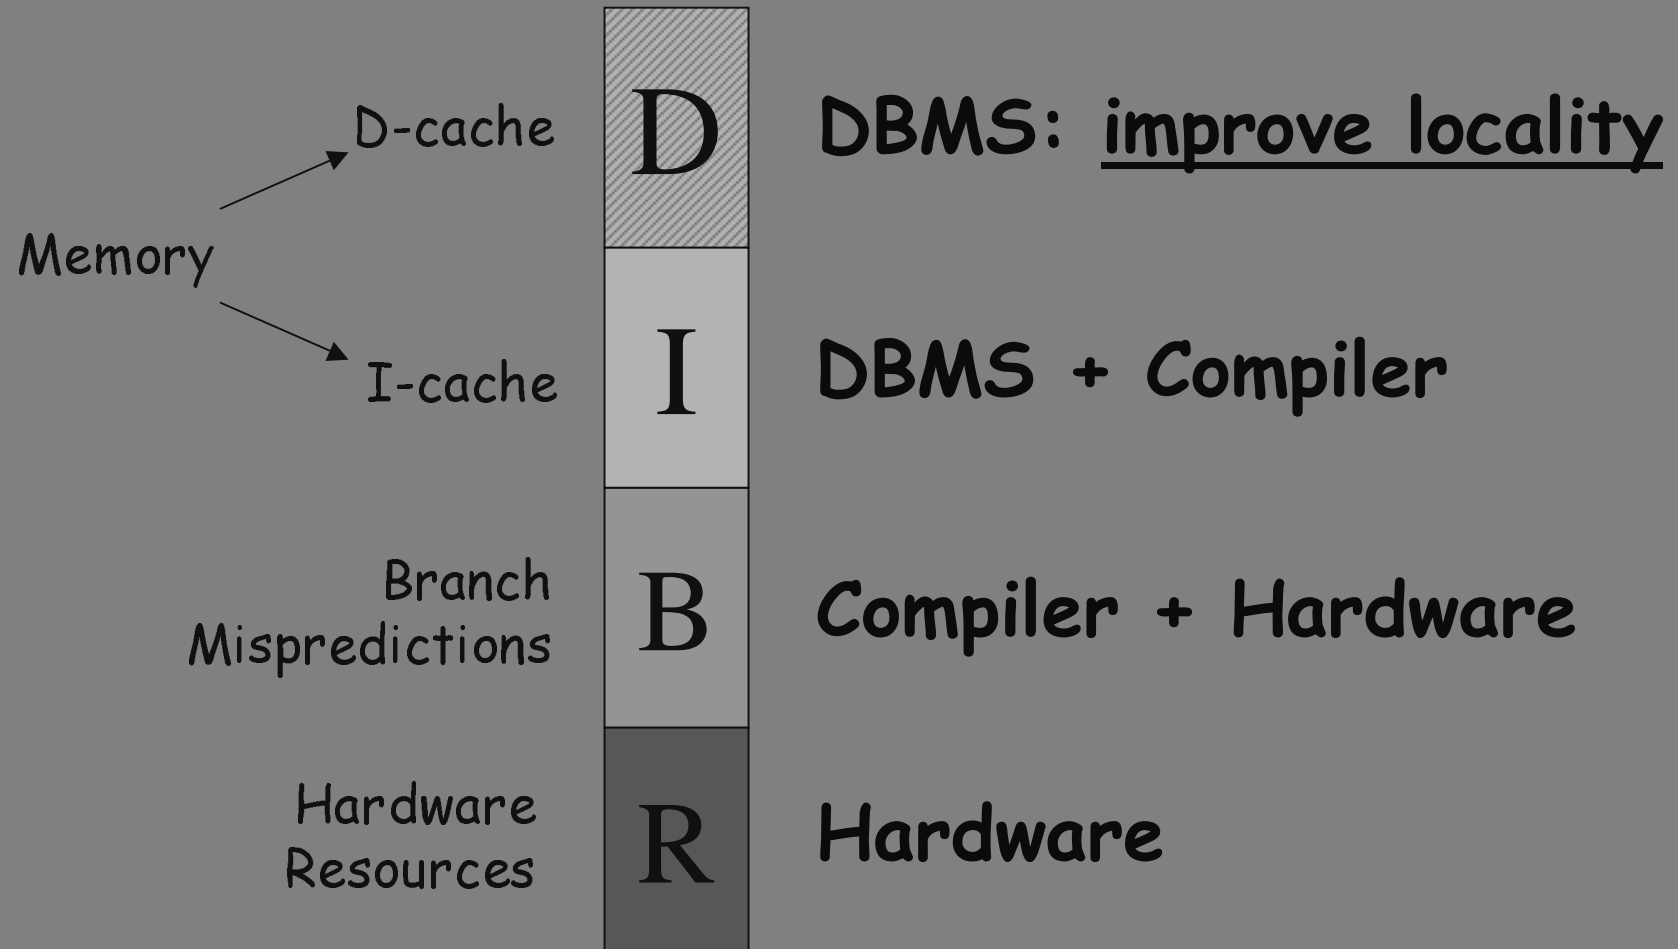 D-cache
D
DBMS: improve locality
Memory
I-cache
I
DBMS + Compiler
Branch
Mispredictions
B
Compiler + Hardware
Hardware
Resources
R
Hardware